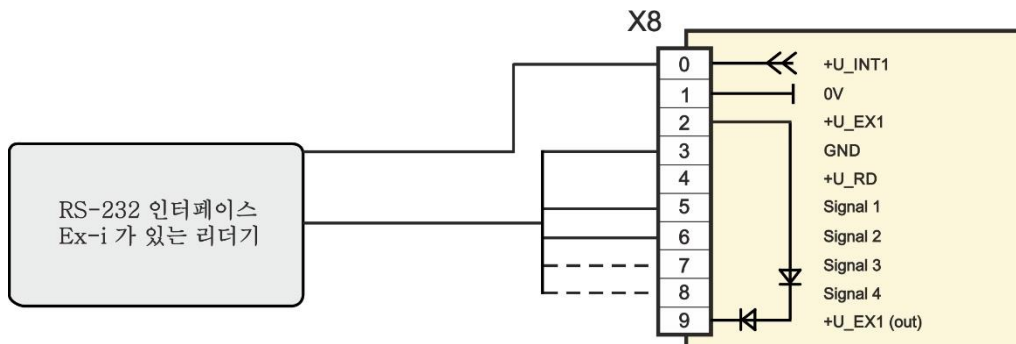 X8
RS-232 인터페이스
Ex-i 가 있는 리더기
0 +U_INT1
1 0V
2 +U_EX1
3 GND
4 +U_RD
5 Signal 1
6 Signal 2
7 Signal 3
8 Signal 4
9 +U_EX1 (out)